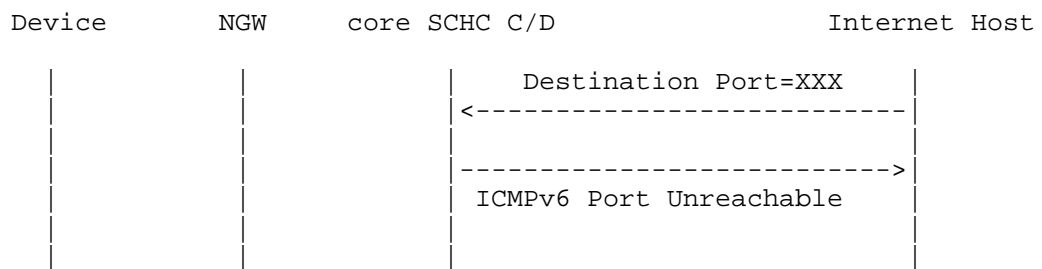 Device NGW core SCHC C/D Internet Host
Destination Port=XXX
ICMPv6 Port Unreachable